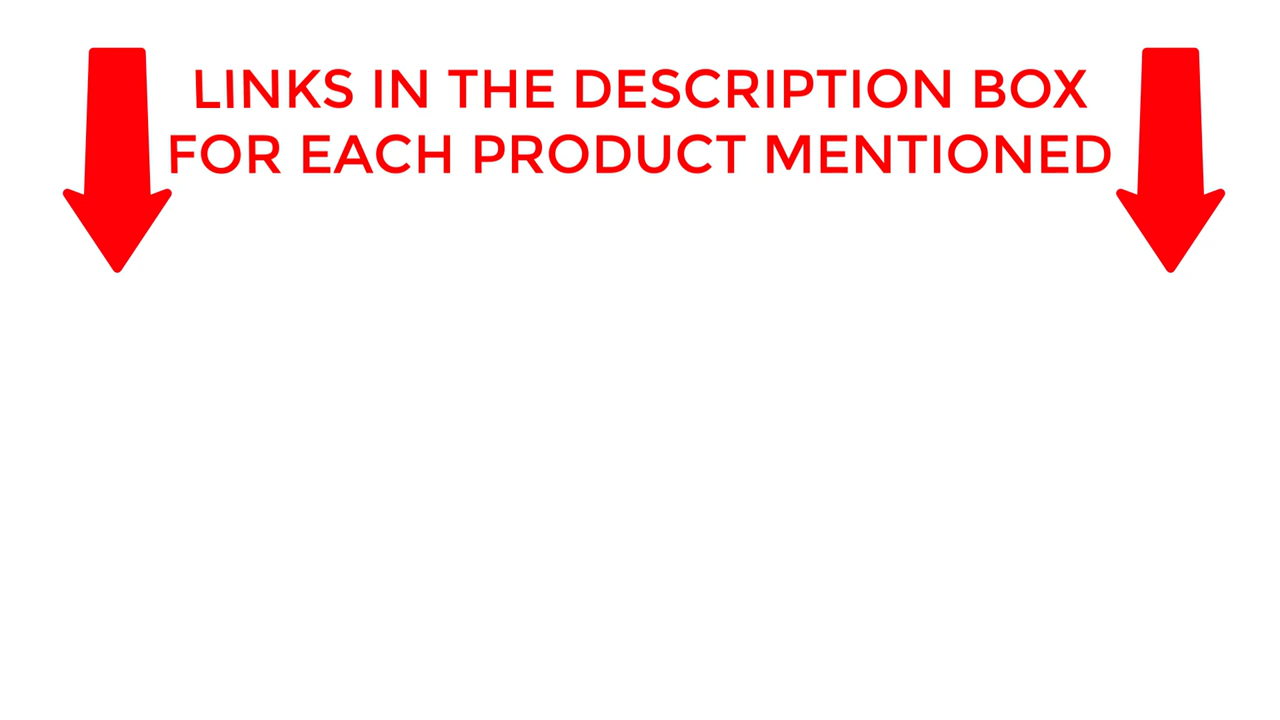 LINKS IN THE DESCRIPTION BOX
FOR EACH PRODUCT MENTIONED